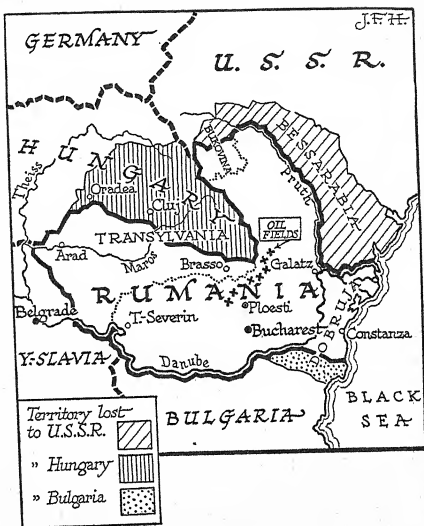 J.F.H.
GERMANY
U.S.S.R.
HUNGARY
Theiss
BUKOVINA
BESSARABIA
Pruth
Oradea
Cluj
TRANSYLVANIA
OIL FIELDS
Arad
Maros
Brasso
Galatz
RUMANIA
Belgrade
T.-Severin
Ploesti
Bucharest
DOBRUJA
Constanza
Y-SLAVIA
Danube
BULGARIA
BLACK SEA
Territory lost
to U.S.S.R.
" Hungary
" Bulgaria